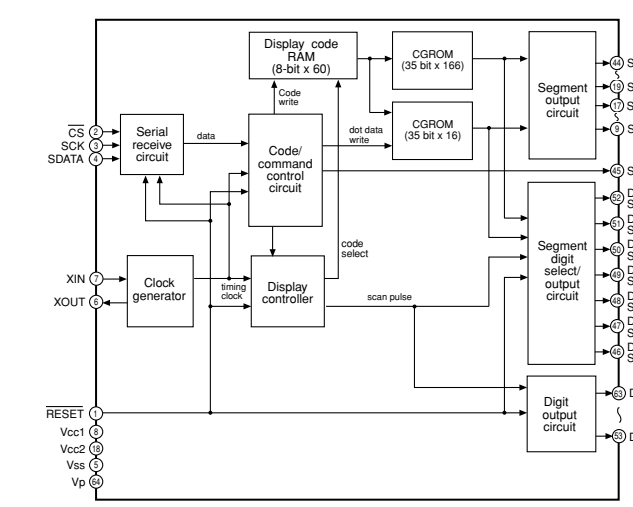 Display code
RAM
(8-bit x 60)
CGROM
(35 bit x 166)
CGROM
(35 bit x 16)
Segment
output
circuit
44
S
19
S
17
S
9
S
Code
write
dot data
write
CS
2
SCK
3
SDATA
4
Serial
receive
circuit
data
Code/
command
control
circuit
45
S
52
D
S
51
D
S
50
D
S
49
D
S
48
D
S
47
D
S
46
D
S
Segment
digit
select/
output
circuit
code
select
XIN
7
XOUT
6
Clock
generator
timing
clock
Display
controller
scan pulse
63
D
53
D
Digit
output
circuit
RESET
1
Vcc1
8
Vcc2
18
Vss
5
Vp
64